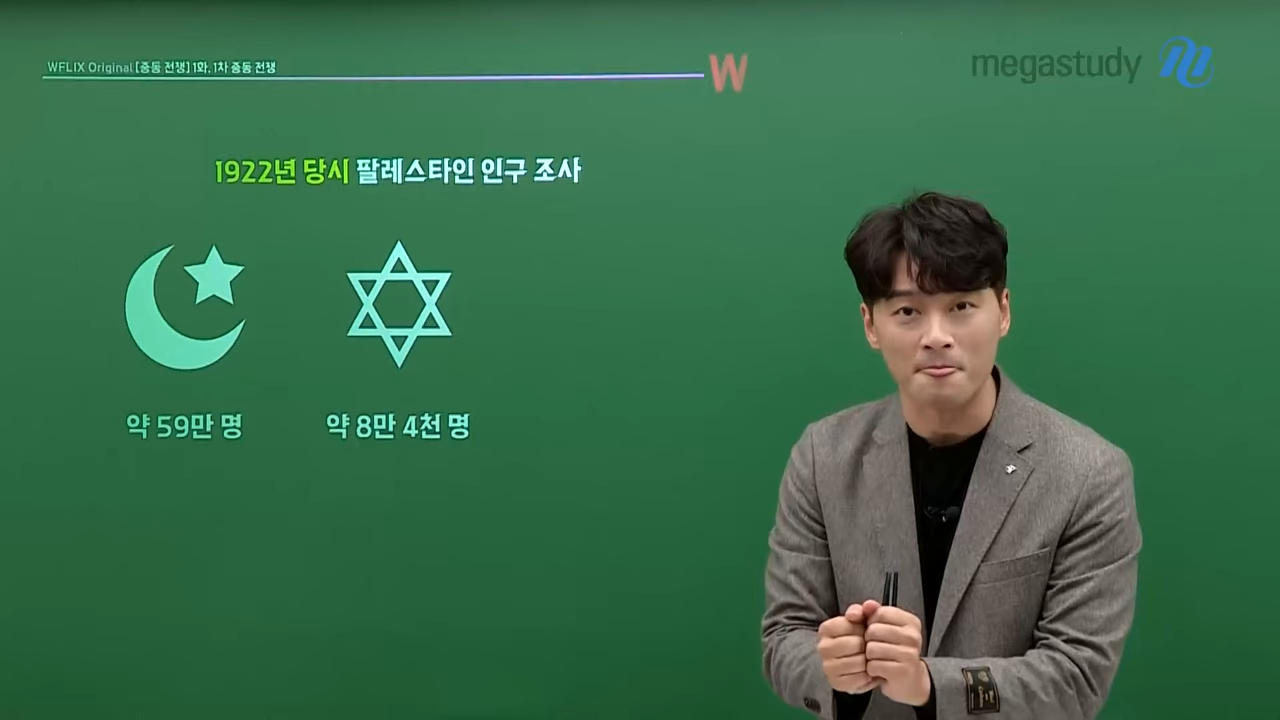 WFLIX Original [중동 전쟁] 1화. 1차 중동 전쟁
W
megastudy
1922년 당시 팔레스타인 인구 조사
약 59만 명
약 8만 4천 명